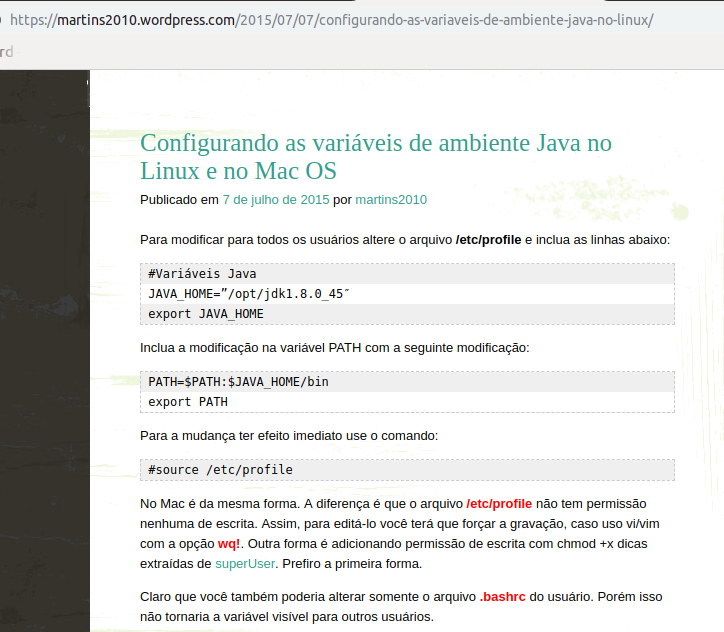 https://martins2010.wordpress.com/2015/07/07/configurando-as-variaveis-de-ambiente-java-no-linux/
rd
Configurando as variáveis de ambiente Java no
Linux e no Mac OS
Publicado em 7 de julho de 2015 por martins2010
Para modificar para todos os usuários altere o arquivo /etc/profile e inclua as linhas abaixo:
#Variáveis Java
JAVA_HOME=”/opt/jdk1.8.0_45″
export JAVA_HOME
Inclua a modificação na variável PATH com a seguinte modificação:
PATH=$PATH:$JAVA_HOME/bin
export PATH
Para a mudança ter efeito imediato use o comando:
#source /etc/profile
No Mac é da mesma forma. A diferença é que o arquivo /etc/profile não tem permissão
nenhuma de escrita. Assim, para editá-lo você terá que forçar a gravação, caso uso vi/vim
com a opção wq!. Outra forma é adicionando permissão de escrita com chmod +x dicas
extraídas de superUser. Prefiro a primeira forma.
Claro que você também poderia alterar somente o arquivo .bashrc do usuário. Porém isso
não tornaria a variável visível para outros usuários.